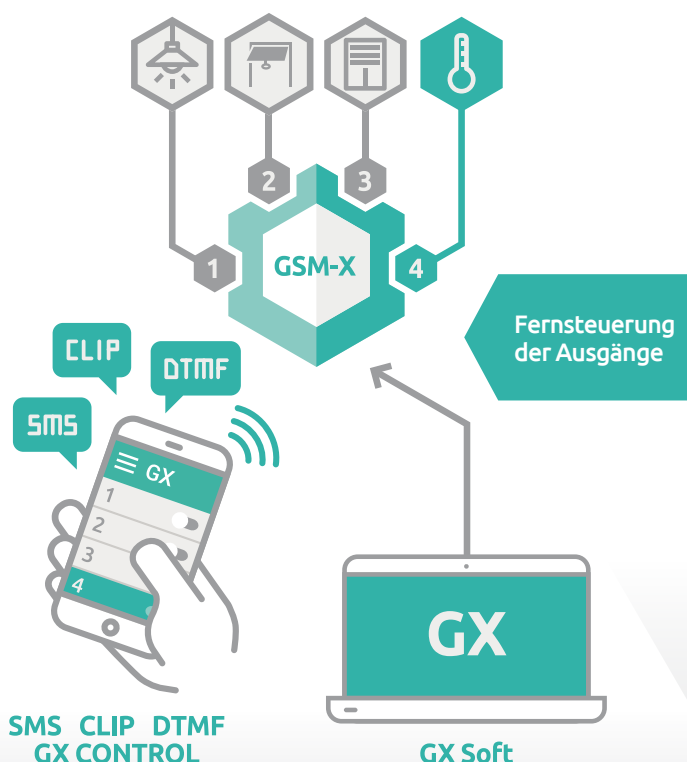 2
3
1
GSM-X
4
Fernsteuerung
der Ausgänge
CLIP
DTMF
SMS
GX
1
2
3
4
GX
SMS CLIP DTMF
GX CONTROL
GX Soft